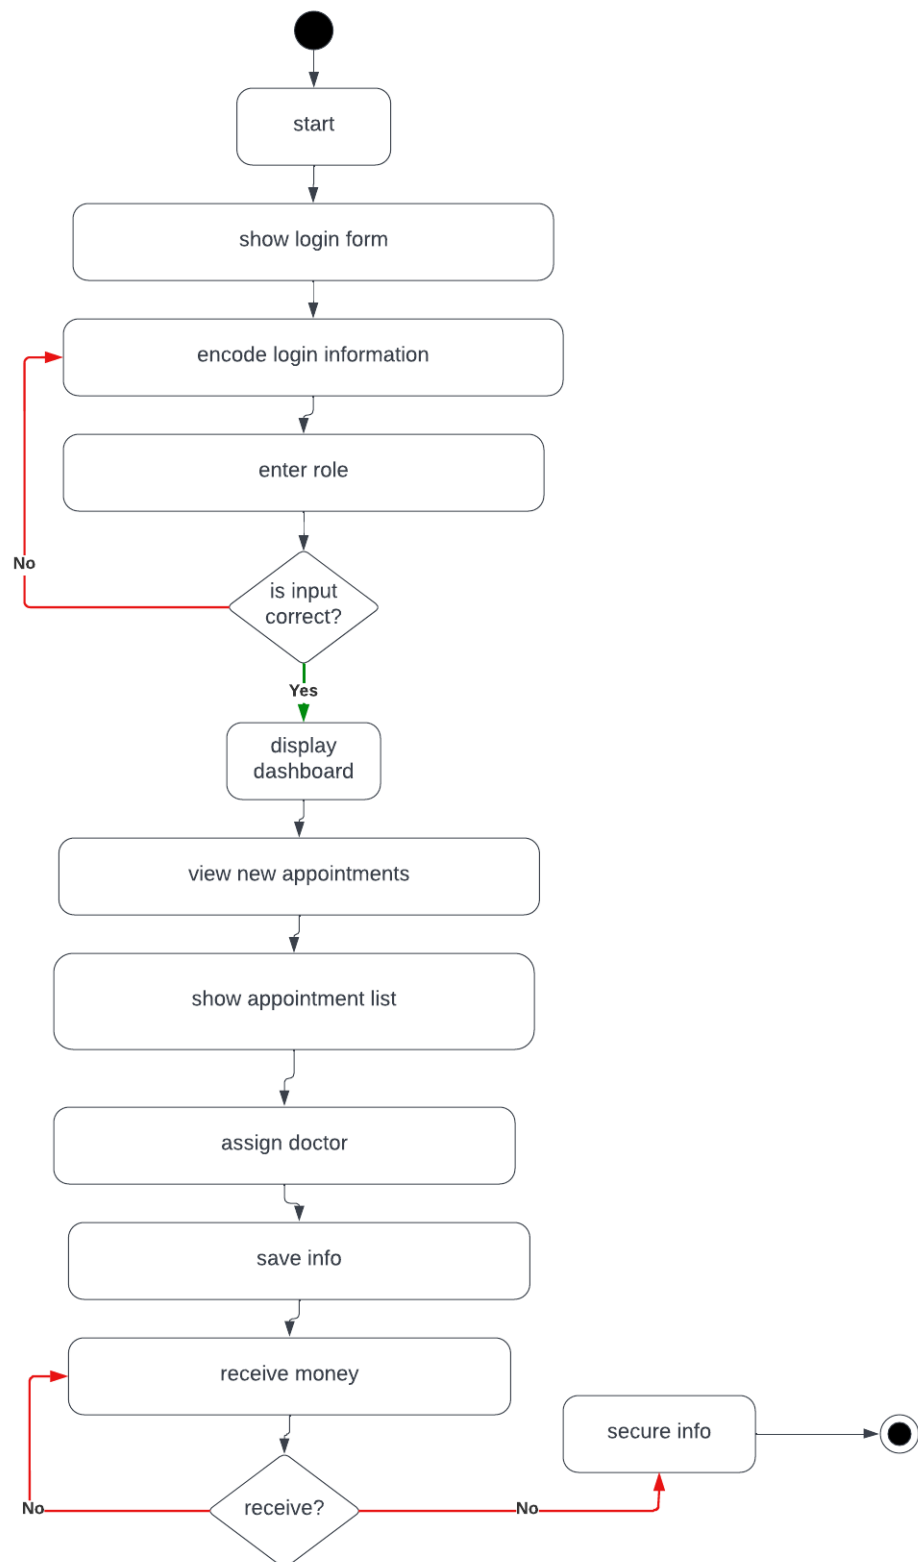 start
show login form
encode login information
enter role
No
is input
correct?
Yes
display
dashboard
view new appointments
show appointment list
assign doctor
save info
receive money
secure info
No
receive?
No